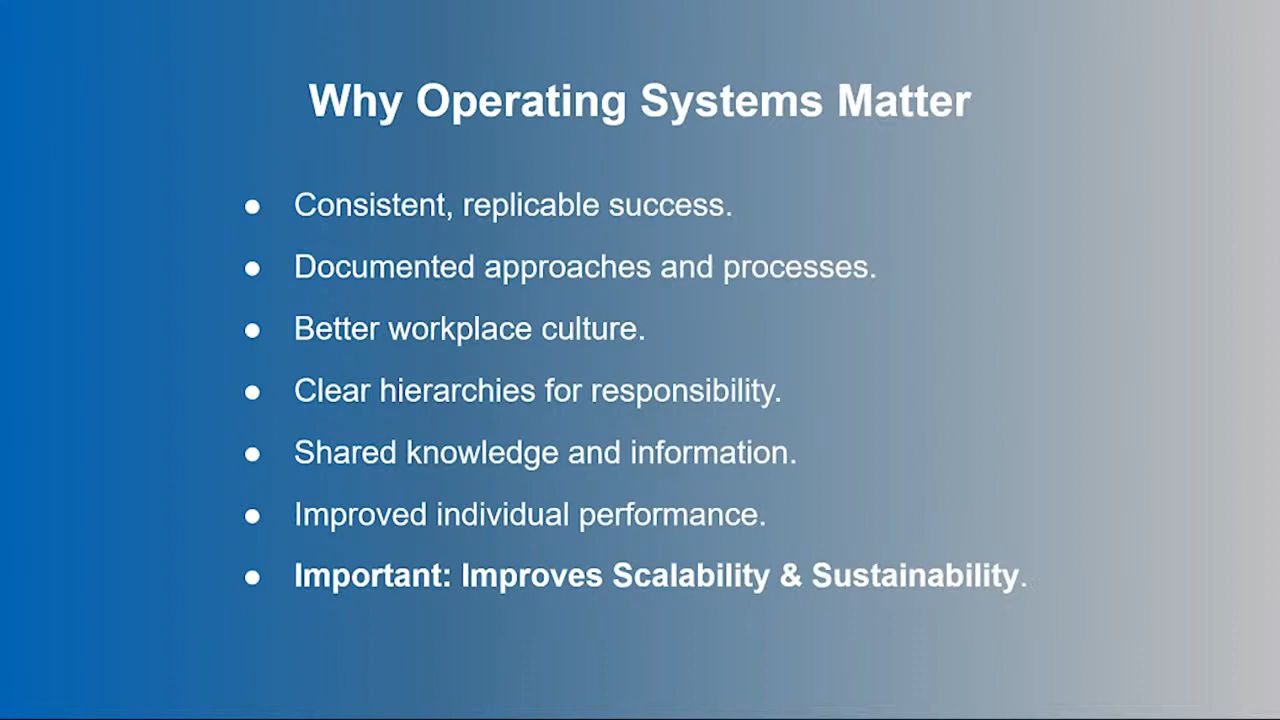 Why Operating Systems Matter
● Consistent, replicable success.
● Documented approaches and processes.
● Better workplace culture.
● Clear hierarchies for responsibility.
● Shared knowledge and information.
● Improved individual performance.
● Important: Improves Scalability & Sustainability.